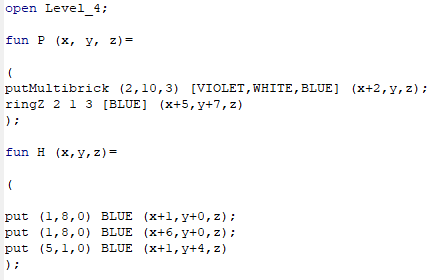 open Level_4;
fun P (x, y, z)=
(
putMultibrick (2,10,3) [VIOLET,WHITE,BLUE] (x+2,y,z);
ringZ 2 1 3 [BLUE] (x+5,y+7,z)
);
fun H (x,y,z)=
(
put (1,8,0) BLUE (x+1,y+0,z);
put (1,8,0) BLUE (x+6,y+0,z);
put (5,1,0) BLUE (x+1,y+4,z)
);